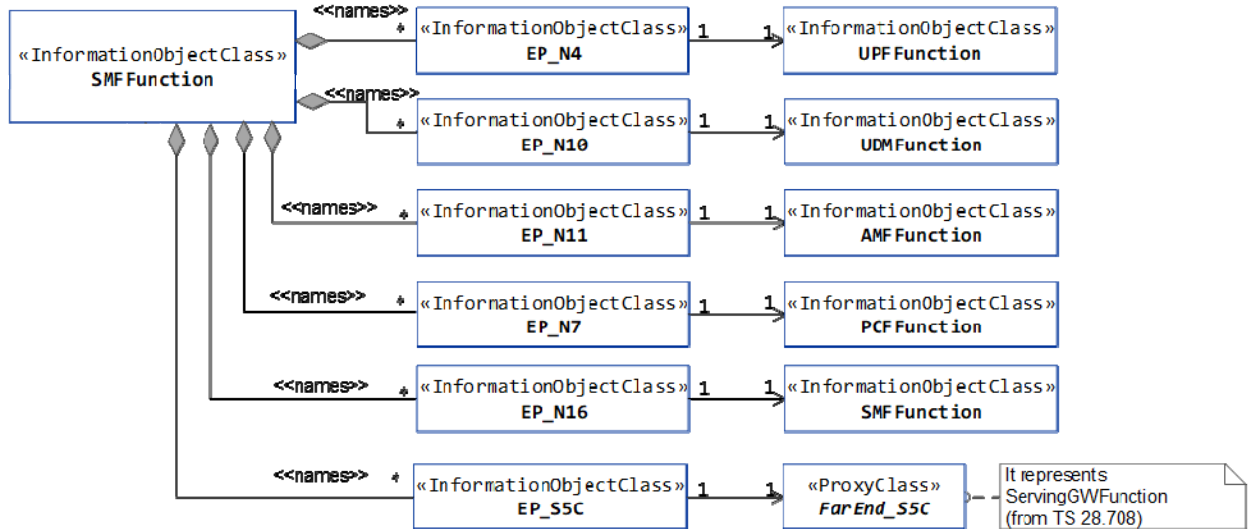 «InformationObjectClass»
SMFFunction
<<names>>
*
«InformationObjectClass»
EP_N4
1
1
«InformationObjectClass»
UPFFunction
<<names>>
*
«InformationObjectClass»
EP_N10
1
1
«InformationObjectClass»
UDMFunction
<<names>>
*
«InformationObjectClass»
EP_N11
1
1
«InformationObjectClass»
AMFFunction
<<names>>
*
«InformationObjectClass»
EP_N7
1
1
«InformationObjectClass»
PCFFunction
<<names>>
*
«InformationObjectClass»
EP_N16
1
1
«InformationObjectClass»
SMFFunction
<<names>>
*
«InformationObjectClass»
EP_S5C
1
1
«ProxyClass»
FarEnd_S5C
It represents
ServingGWFunction
(from TS 28.708)